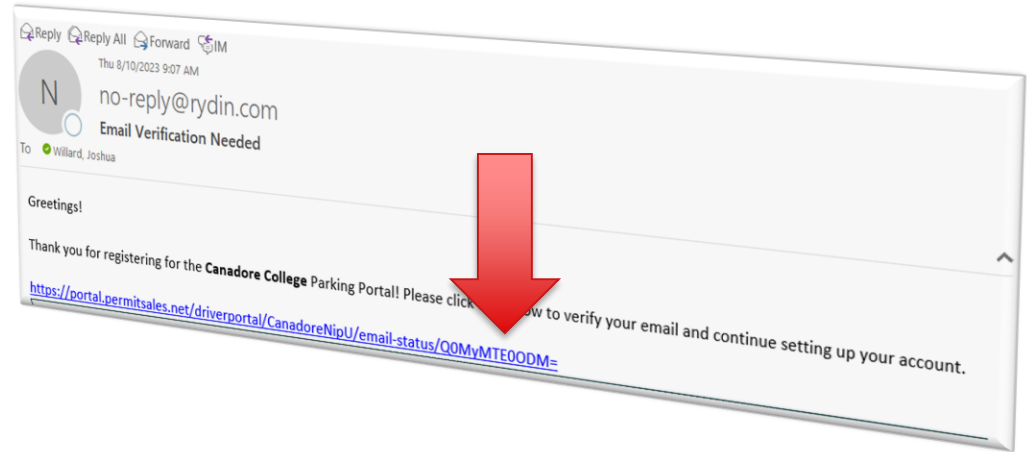 Reply Reply All Forward IM
Thu 8/10/2023 9:07 AM
N
no-reply@rydin.com
Email Verification Needed
To Willard, Joshua
Greetings!
Thank you for registering for the Canadore College Parking Portal! Please click to verify your email and continue setting up your account.
https://portal.permitsales.net/driverportal/CanadoreNipU/email-status/Q0MyMTE0ODM=